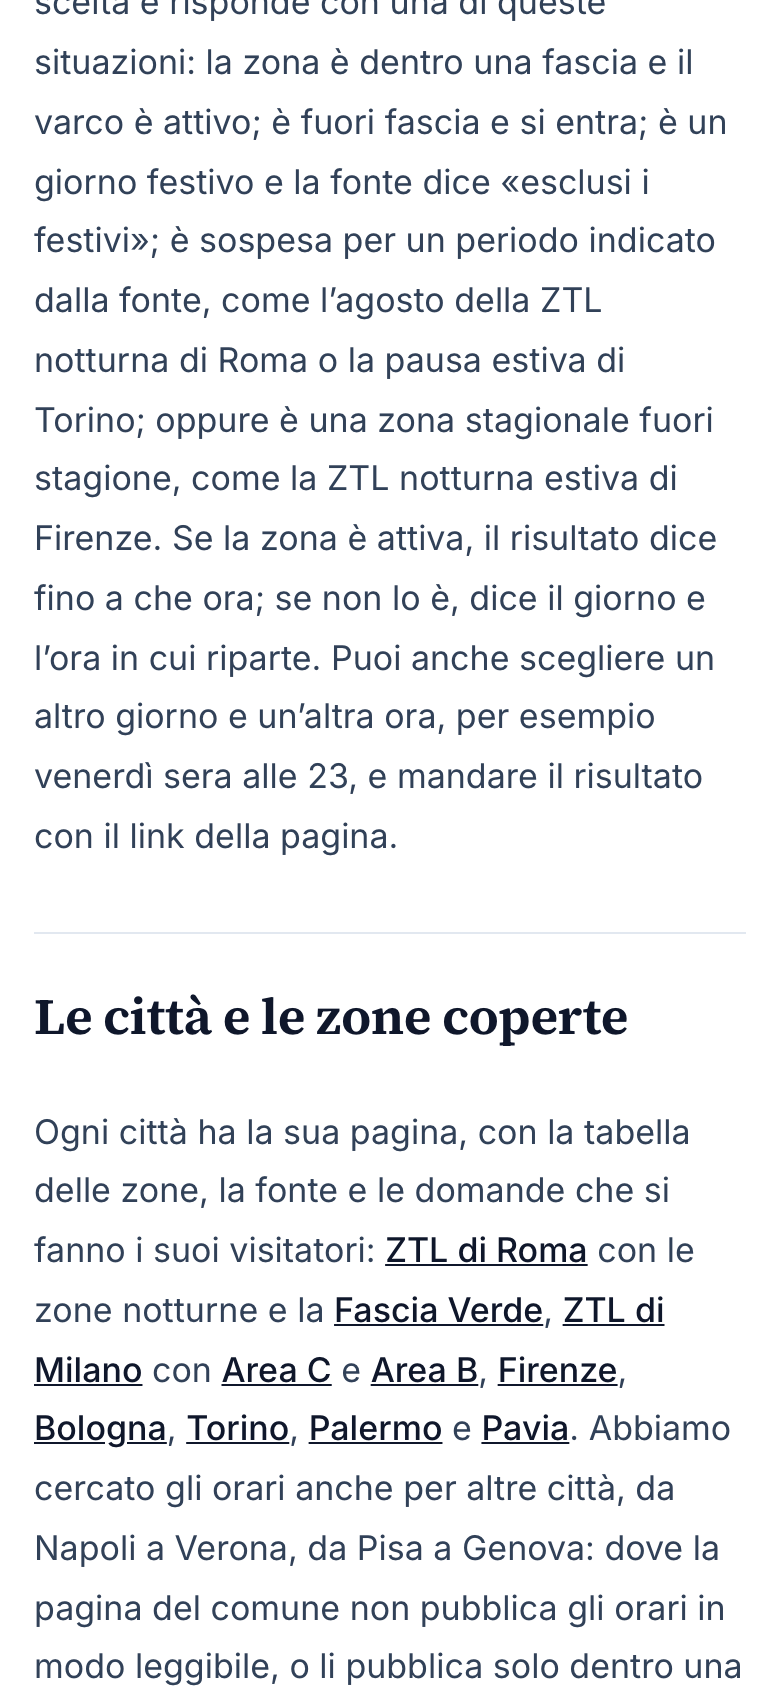 scelta e risponde con una di queste
situazioni: la zona è dentro una fascia e il
varco è attivo; è fuori fascia e si entra; è un
giorno festivo e la fonte dice «esclusi i
festivi»; è sospesa per un periodo indicato
dalla fonte, come l’agosto della ZTL
notturna di Roma o la pausa estiva di
Torino; oppure è una zona stagionale fuori
stagione, come la ZTL notturna estiva di
Firenze. Se la zona è attiva, il risultato dice
fino a che ora; se non lo è, dice il giorno e
l’ora in cui riparte. Puoi anche scegliere un
altro giorno e un’altra ora, per esempio
venerdì sera alle 23, e mandare il risultato
con il link della pagina.
Le città e le zone coperte
Ogni città ha la sua pagina, con la tabella
delle zone, la fonte e le domande che si
fanno i suoi visitatori: ZTL di Roma con le
zone notturne e la Fascia Verde, ZTL di
Milano con Area C e Area B, Firenze,
Bologna, Torino, Palermo e Pavia. Abbiamo
cercato gli orari anche per altre città, da
Napoli a Verona, da Pisa a Genova: dove la
pagina del comune non pubblica gli orari in
modo leggibile, o li pubblica solo dentro una